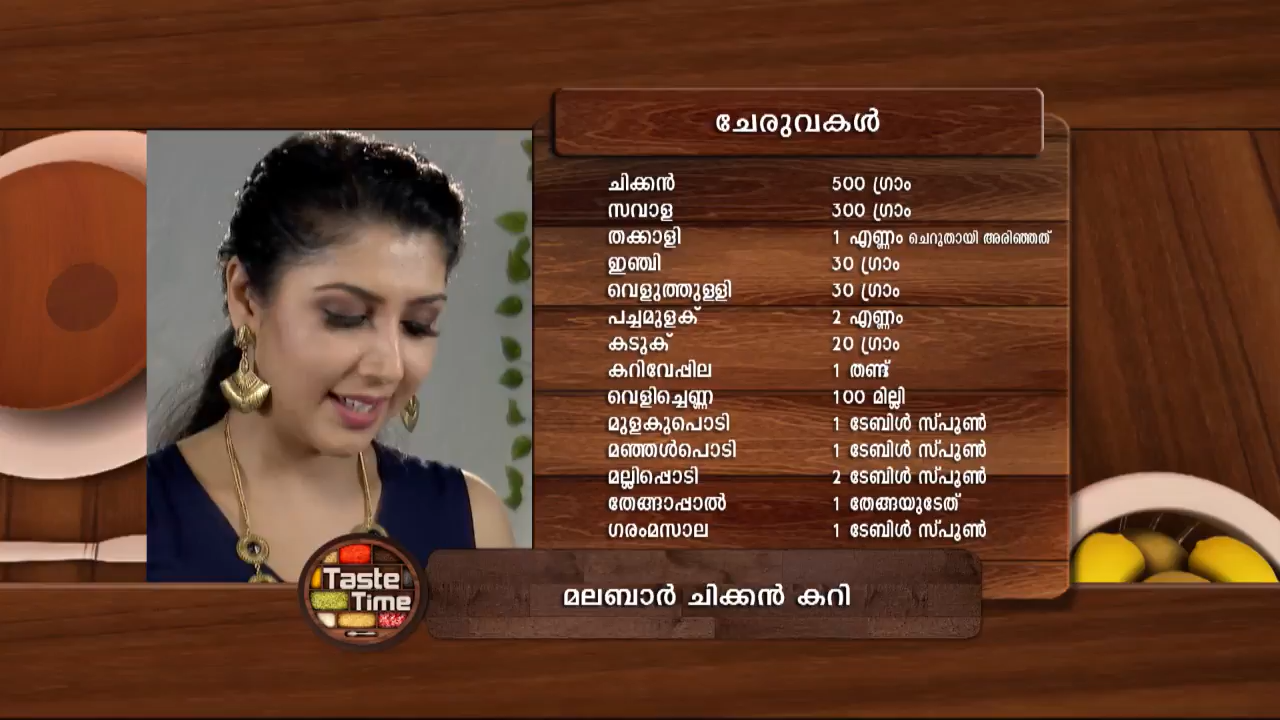 ചേരുവകൾ
ചിക്കൻ 500 ഗ്രാം
സവാള 300 ഗ്രാം
തക്കാളി 1 എണ്ണം ചെറുതായി അരിഞ്ഞത്
ഇഞ്ചി 30 ഗ്രാം
വെളുത്തുള്ളി 30 ഗ്രാം
പച്ചമുളക് 2 എണ്ണം
കടുക് 20 ഗ്രാം
കറിവേപ്പില 1 തണ്ട്
വെളിച്ചെണ്ണ 100 മില്ലി
മുളകുപൊടി 1 ടേബിൾ സ്പൂൺ
മഞ്ഞൾപൊടി 1 ടേബിൾ സ്പൂൺ
മല്ലിപ്പൊടി 2 ടേബിൾ സ്പൂൺ
തേങ്ങാപ്പാൽ 1 തേങ്ങയുടേത്
ഗരംമസാല 1 ടേബിൾ സ്പൂൺ
Taste
Time
മലബാർ ചിക്കൻ കറി